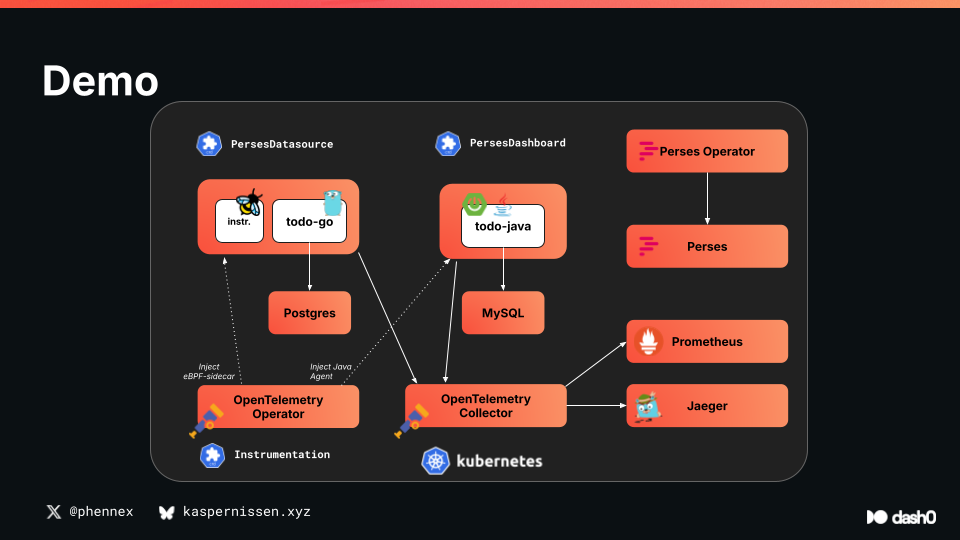 Demo
PersesDatasource
PersesDashboard
Perses Operator
instr.
todo-go
todo-java
Perses
Postgres
MySQL
Prometheus
Inject
eBPF-sidecar
Inject Java
Agent
OpenTelemetry
Operator
OpenTelemetry
Collector
Jaeger
Instrumentation
kubernetes
@phennex
kaspernissen.xyz
dash0